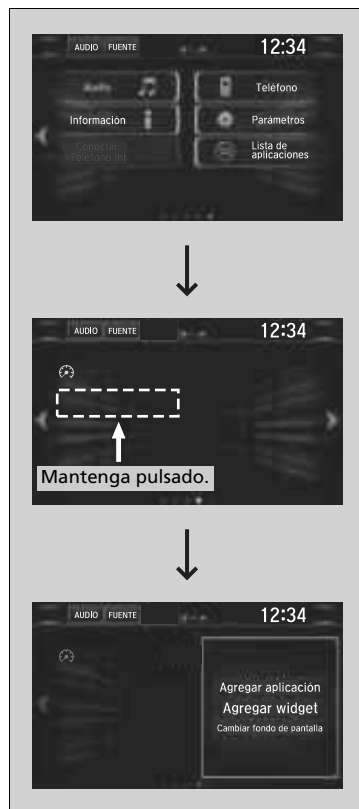 AUDIO FUENTE 12:34
Audio
Teléfono
Información
Parámetros
Conectar
Teléfono Int.
Lista de
aplicaciones
AUDIO FUENTE 12:34
Mantenga pulsado.
AUDIO FUENTE 12:34
Agregar aplicación
Agregar widget
Cambiar fondo de pantalla